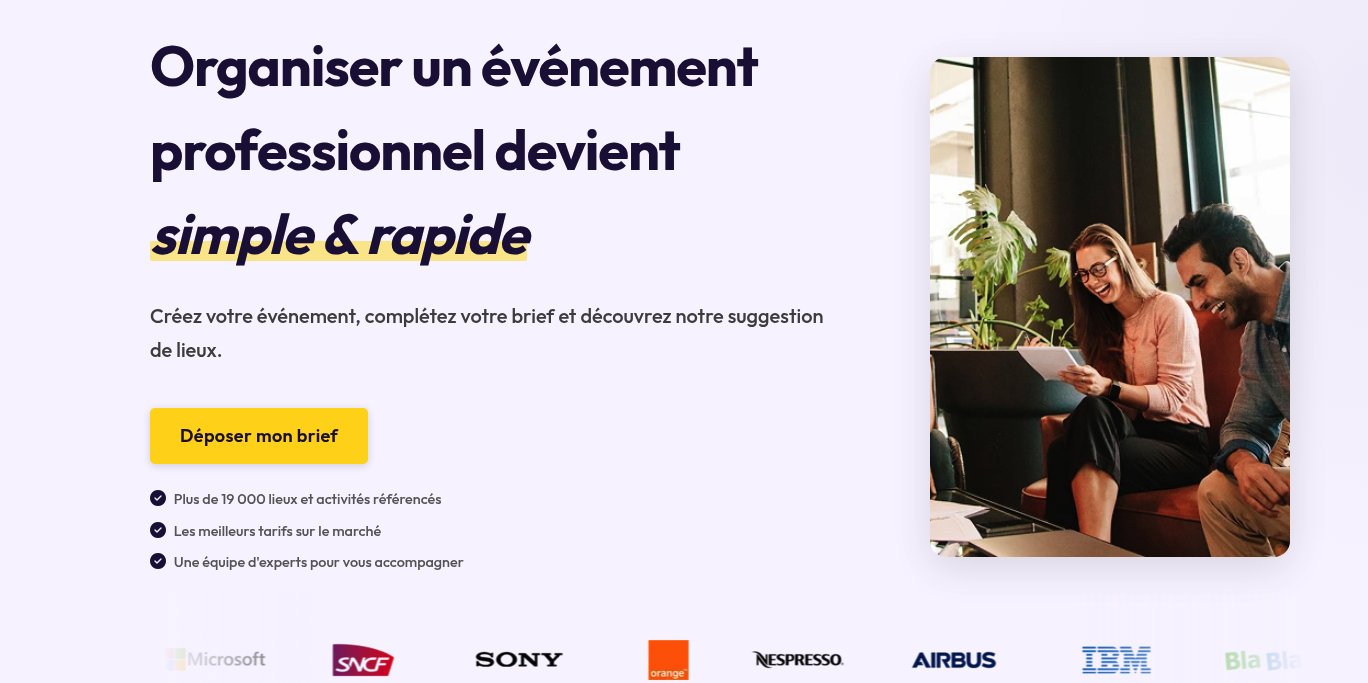 Organiser un événement
professionnel devient
simple & rapide
Créez votre événement, complétez votre brief et découvrez notre suggestion
de lieux.
Déposer mon brief
Plus de 19 000 lieux et activités référencés
Les meilleurs tarifs sur le marché
Une équipe d'experts pour vous accompagner
Microsoft SNCF SONY orange NESPRESSO IBM AIRBUS Bla Bla